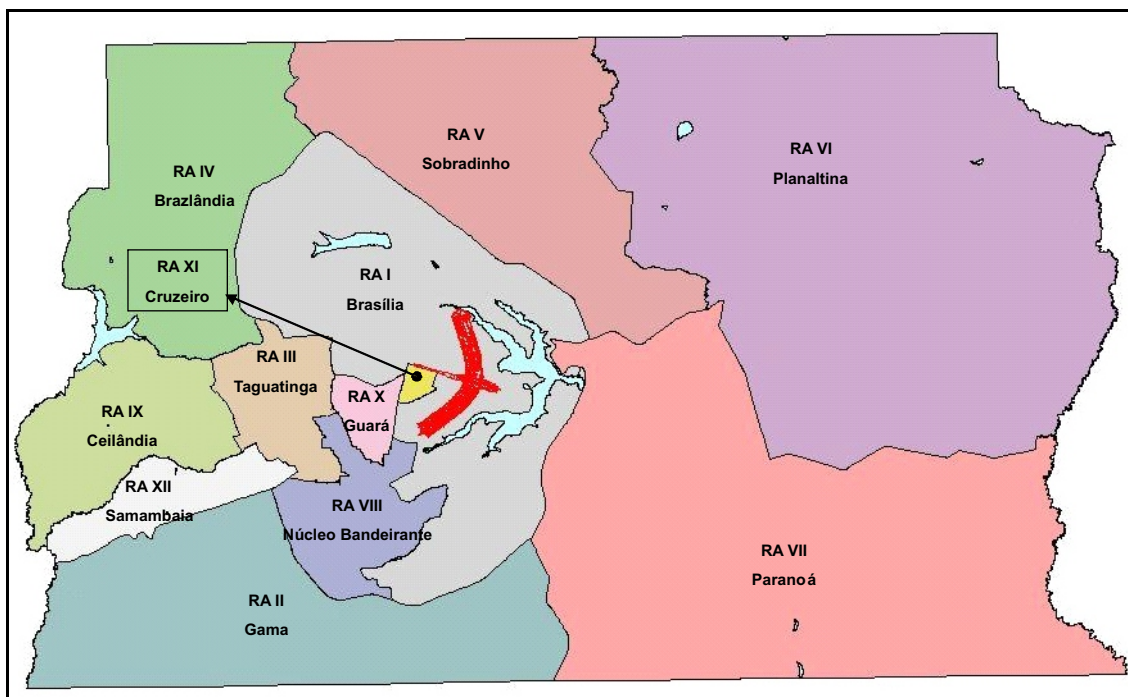 RA V
Sobradinho
RA VI
Planaltina
RA IV
Brazlândia
RA XI
Cruzeiro
RA I
Brasília
RA III
Taguatinga
RA X
Guará
RA IX
Ceilândia
RA XII
Samambaia
RA VIII
Núcleo Bandeirante
RA VII
Paranoá
RA II
Gama